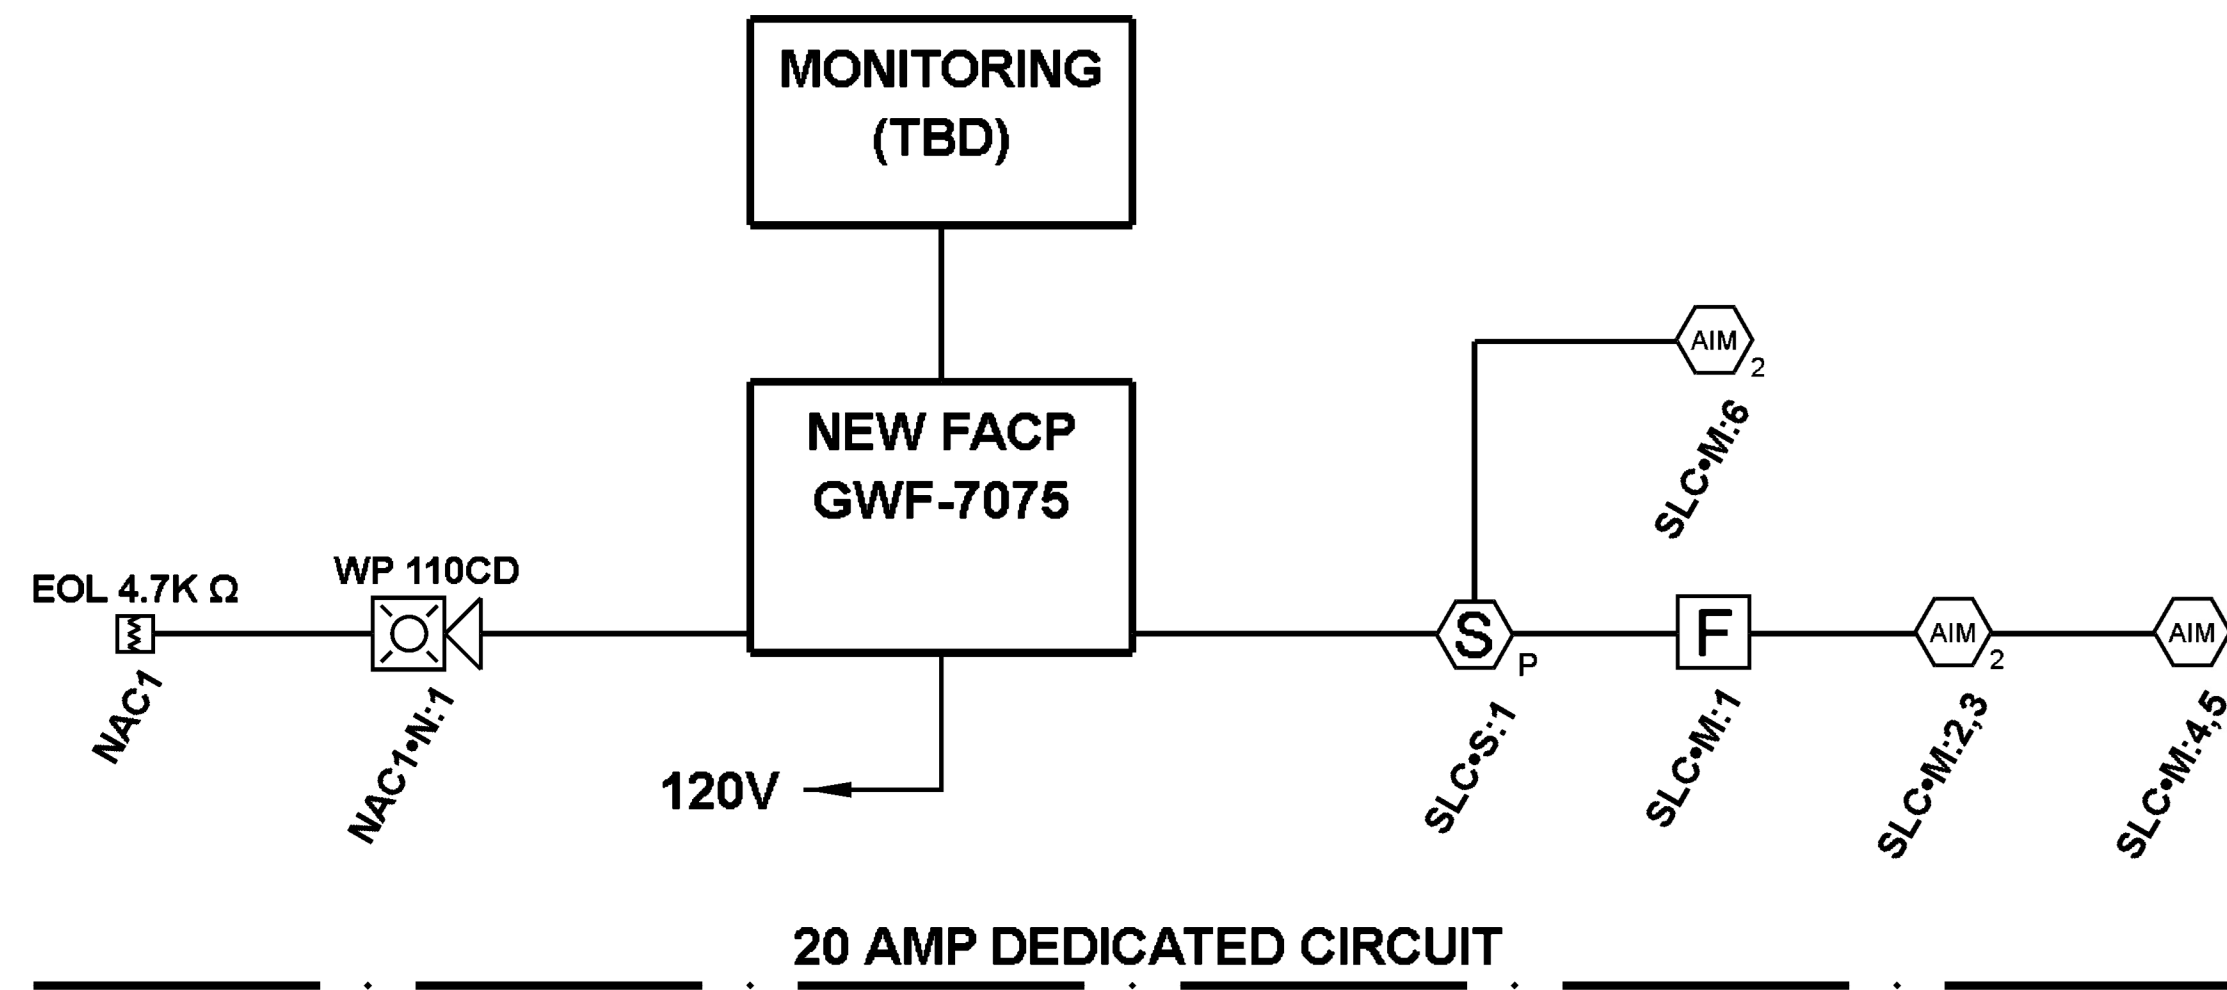 MONITORING
(TBD)
NEW FACP
GWF-7075
AIM
2
SLC•M:6
EOL 4.7K Ω
WP 110CD
S
P
F
AIM
2
AIM
NAC1
NAC1•N:1
SLC•S:1
SLC•M:1
SLC•M:2,3
SLC•M:4,5
120V
20 AMP DEDICATED CIRCUIT